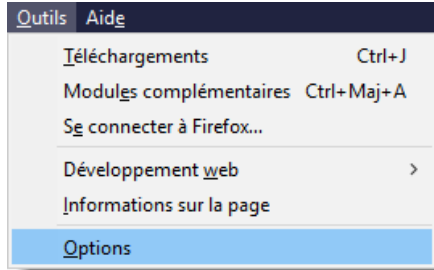 Outils Aide
Téléchargements Ctrl+J
Modules complémentaires Ctrl+Maj+A
Se connecter à Firefox...
Développement web >
Informations sur la page
Options